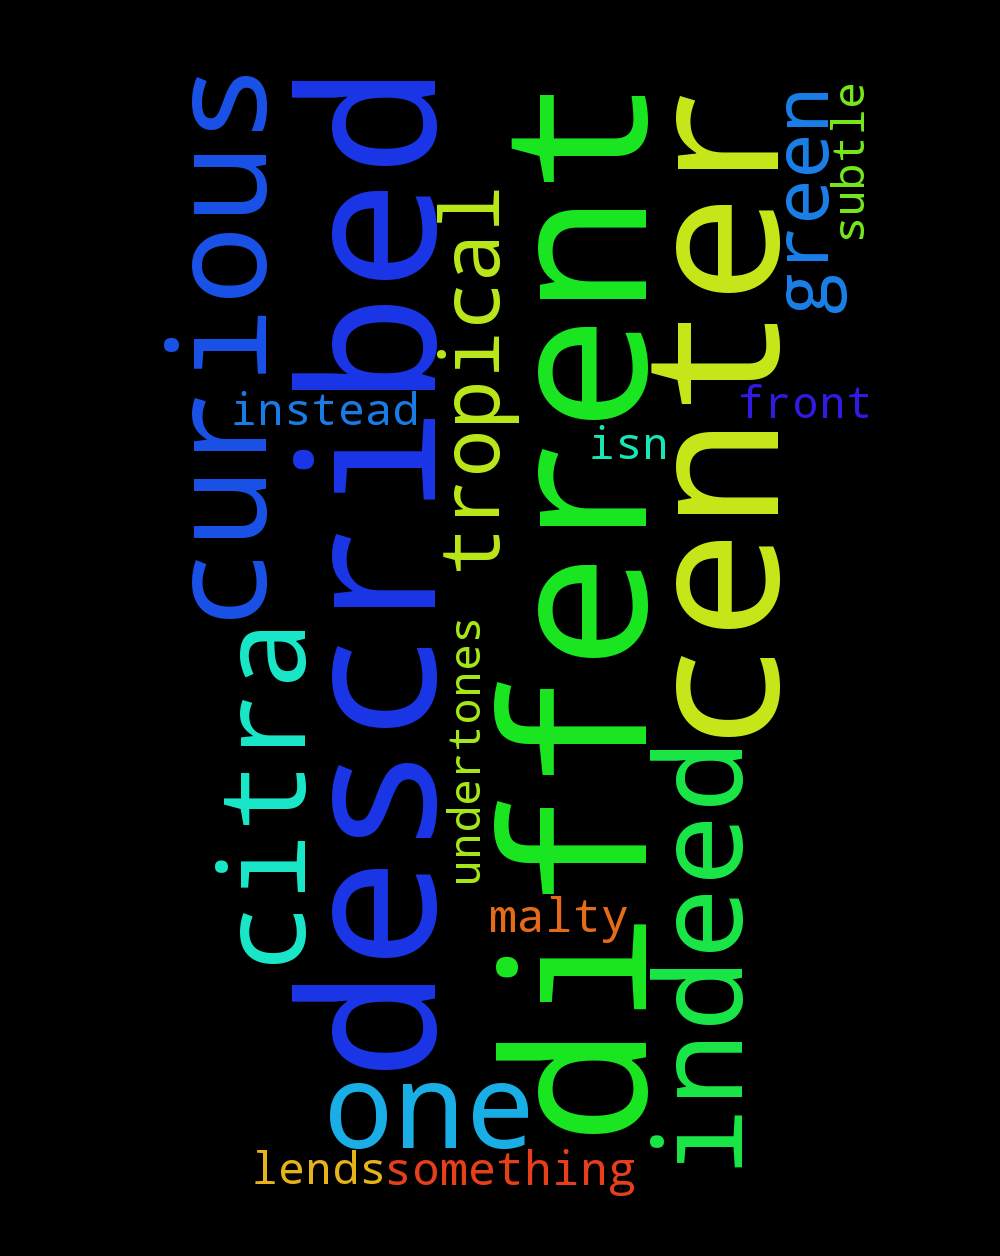 curious
described
tropical
different
center
green
subtle
instead
front
isn
citra
undertones
indeed
malty
one
lends
something